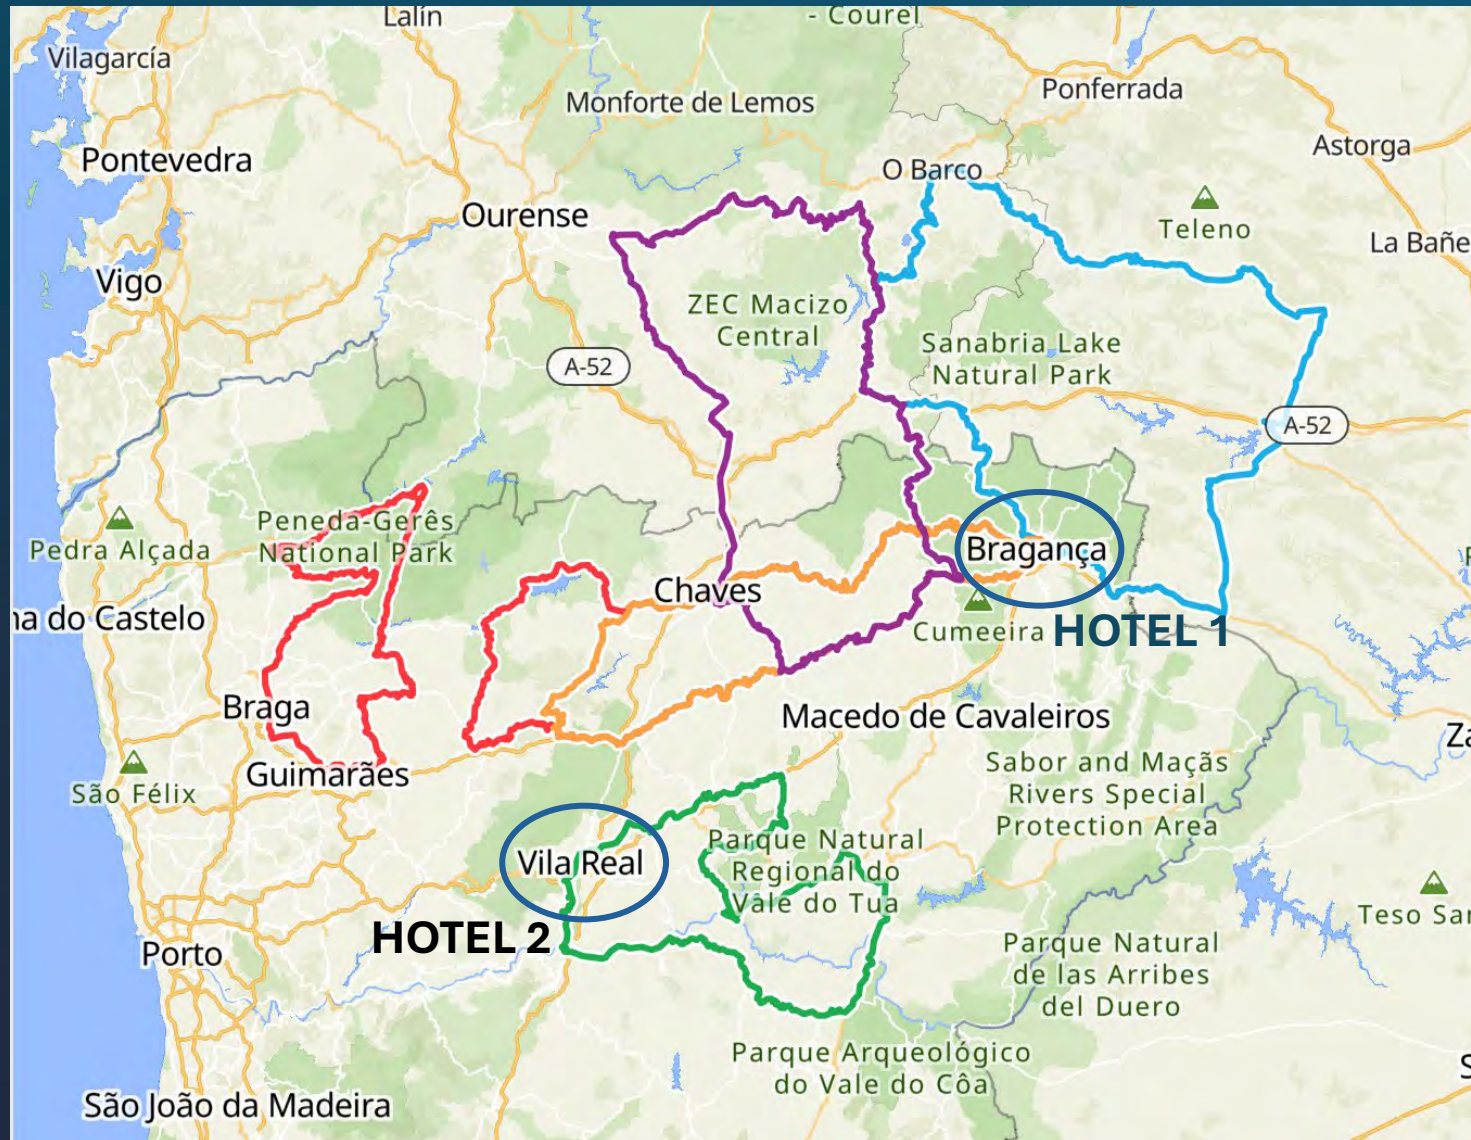 Lalín
- Courel
Vilagarcía
Ponferrada
Monforte de Lemos
Astorga
Pontevedra
O Barco
Ourense
Teleno
La Bañe
Vigo
ZEC Macizo
Central
Sanabria Lake
Natural Park
A-52
A-52
Peneda-Gerês
National Park
Pedra Alçada
Bragança
Chaves
na do Castelo
Cumeeira
HOTEL 1
Braga
Macedo de Cavaleiros
Za
Guimarães
São Félix
Sabor and Maçãs
Rivers Special
Protection Area
Vila Real
Parque Natural
Regional do
Vale do Tua
HOTEL 2
Teso Sar
Porto
Parque Natural
de las Arribes
del Duero
Parque Arqueológico
do Vale do Côa
São João da Madeira